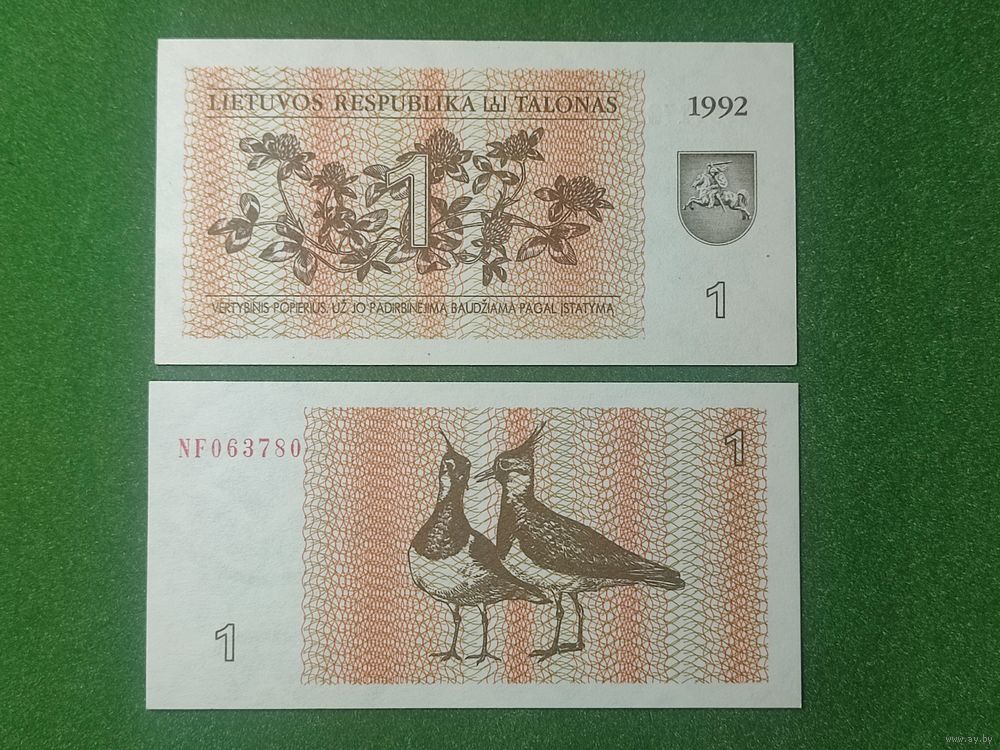 LIETUVOS RESPUBLIKA TALONAS
1992
1
1
VERTYBINIS POPIERIUS. UŽ JO PADIRBINĖJIMĄ BAUDŽIAMA PAGAL ĮSTATYMĄ
NF063780
1
1
www.ay.by